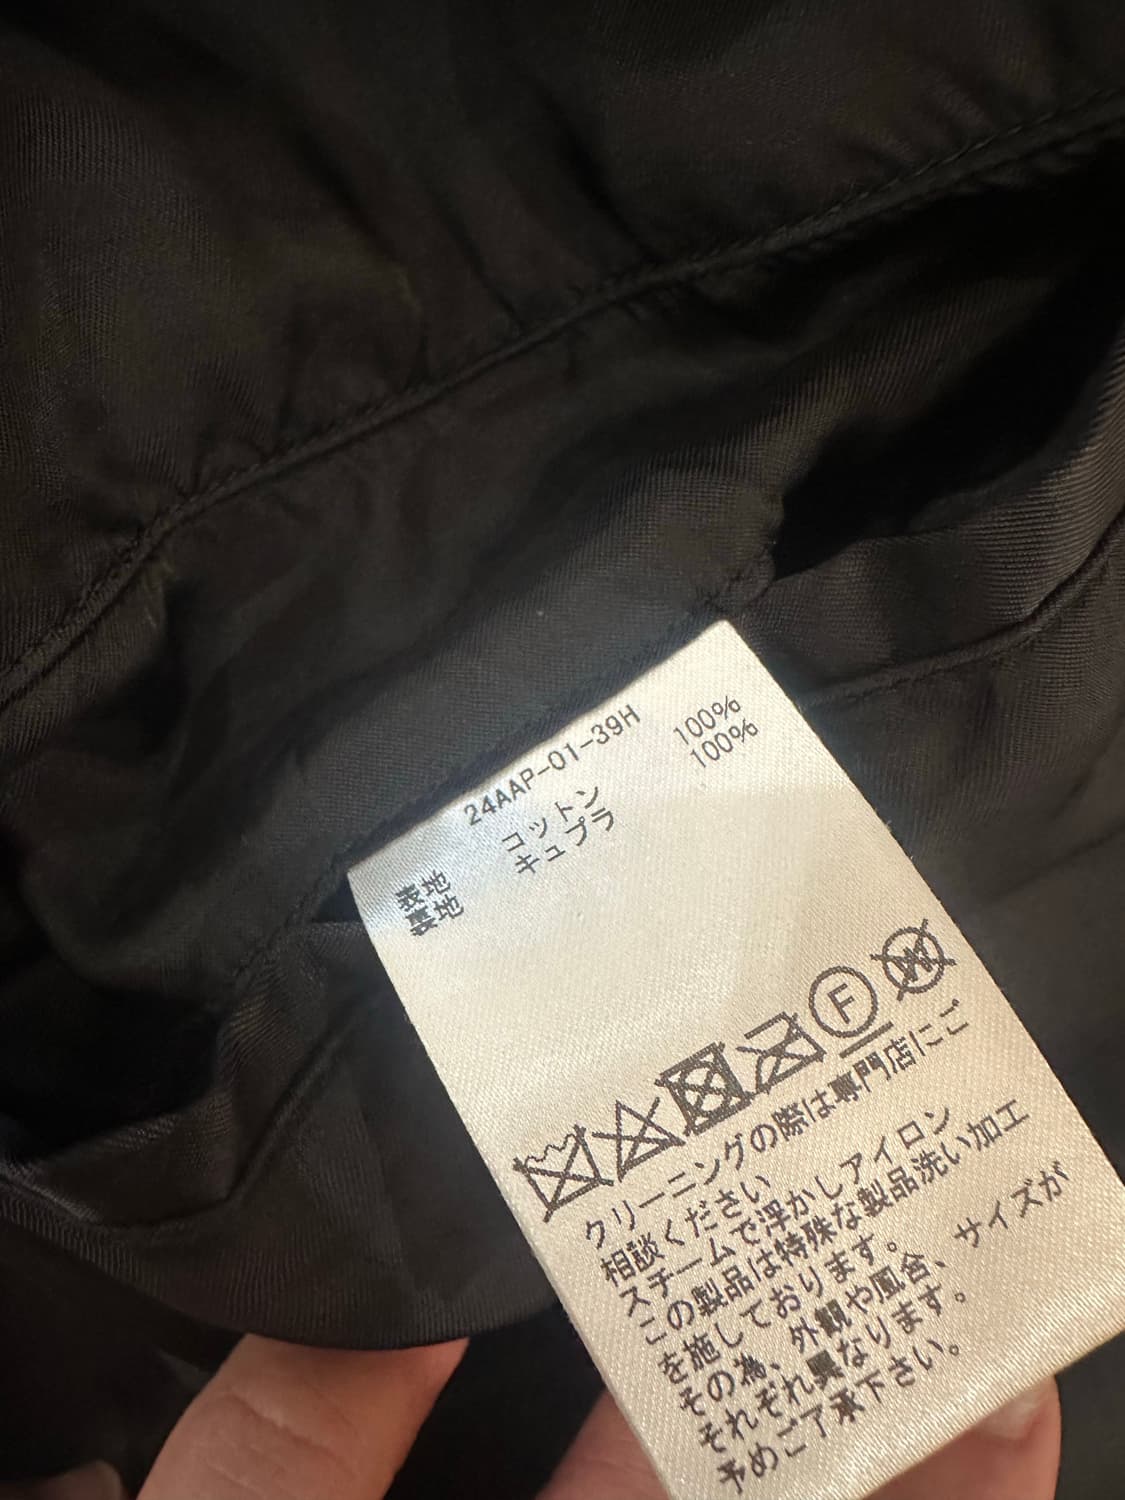 24AAP-01-39H
表地 コットン 100%
裏地 キュプラ 100%
F
W
クリーニングの際は専門店にご
相談ください
スチームで浮かしアイロン
この製品は特殊な製品洗い加工
を施しております。
その為、外観や風合、サイズが
それぞれ異なります。
予めご了承下さい。